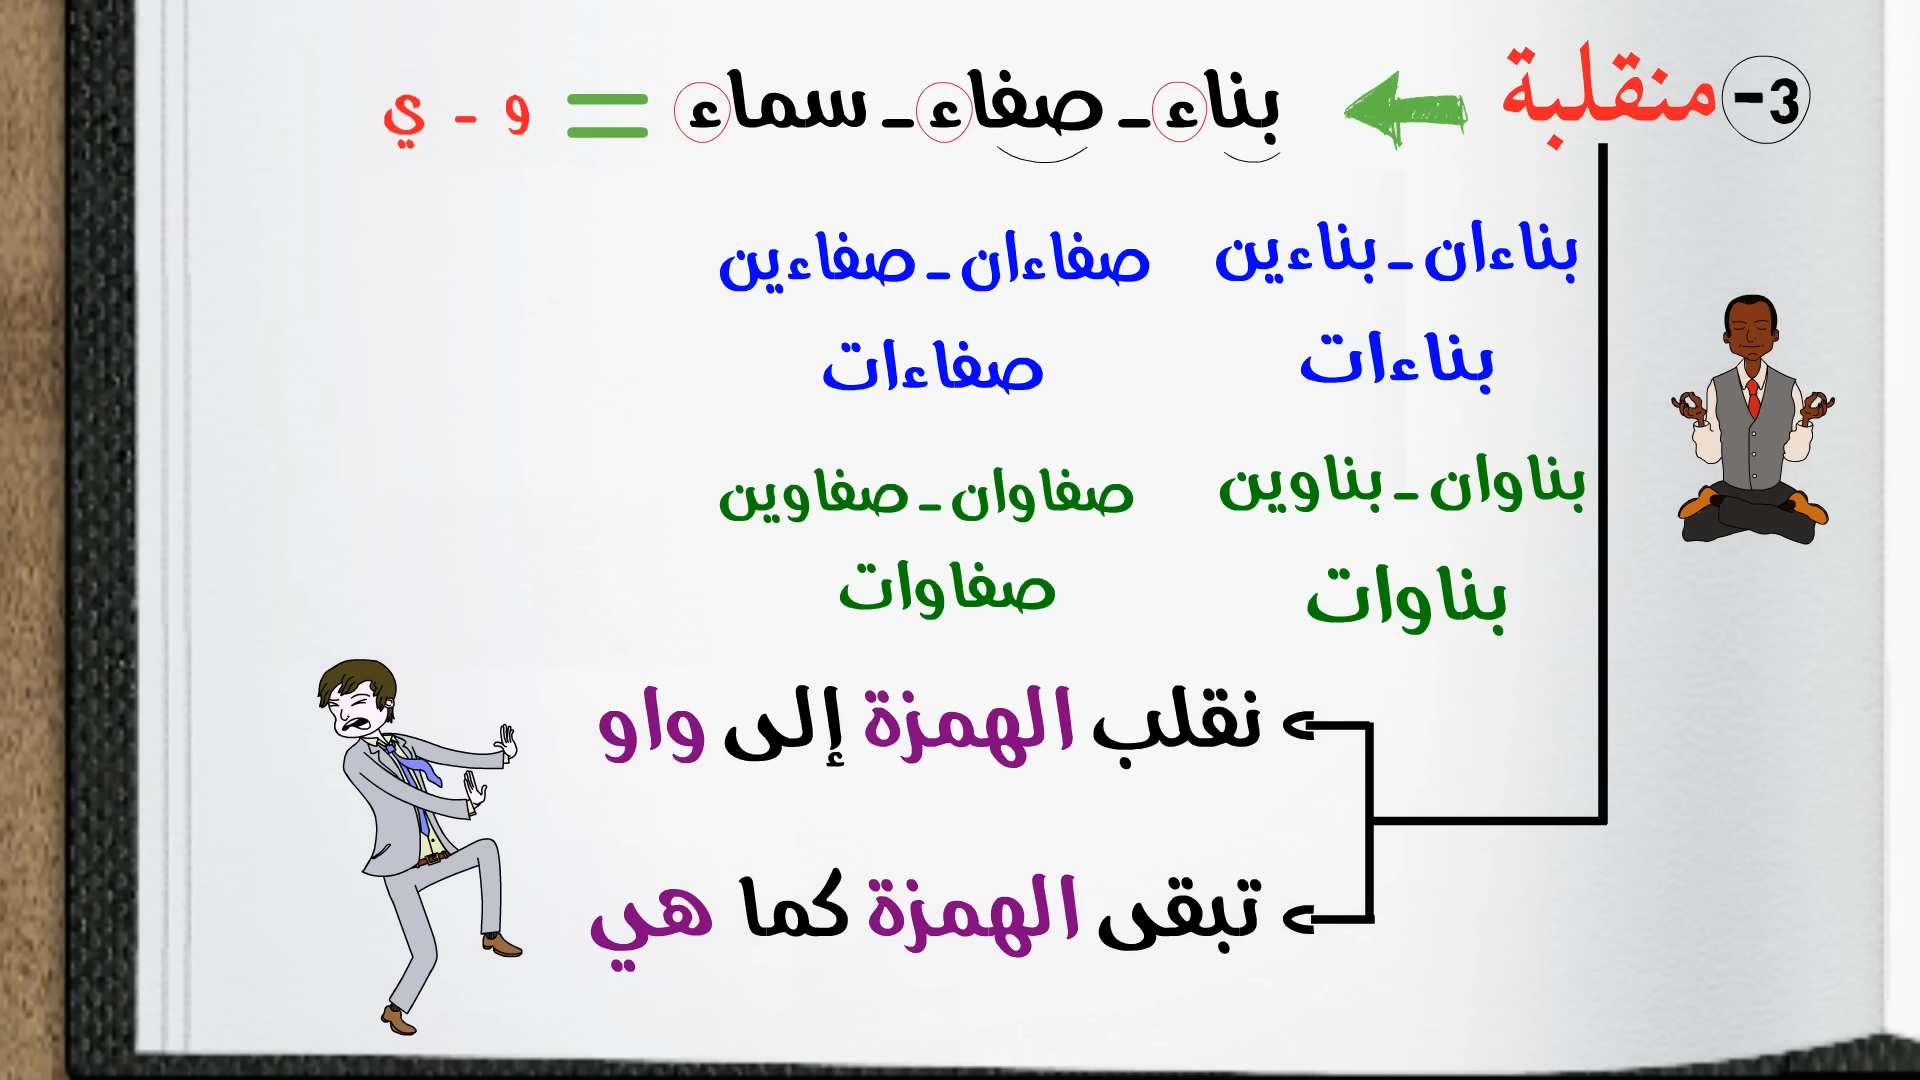 3- منقلبة بناء - صفاء - سماء = و - ي
بناءان - بناءين صفاءان - صفاءين
بناءات صفاءات
بناوان - بناوين صفاوان - صفاوين
بناوات صفاوات
نقلب الهمزة إلى واو
تبقى الهمزة كما هي